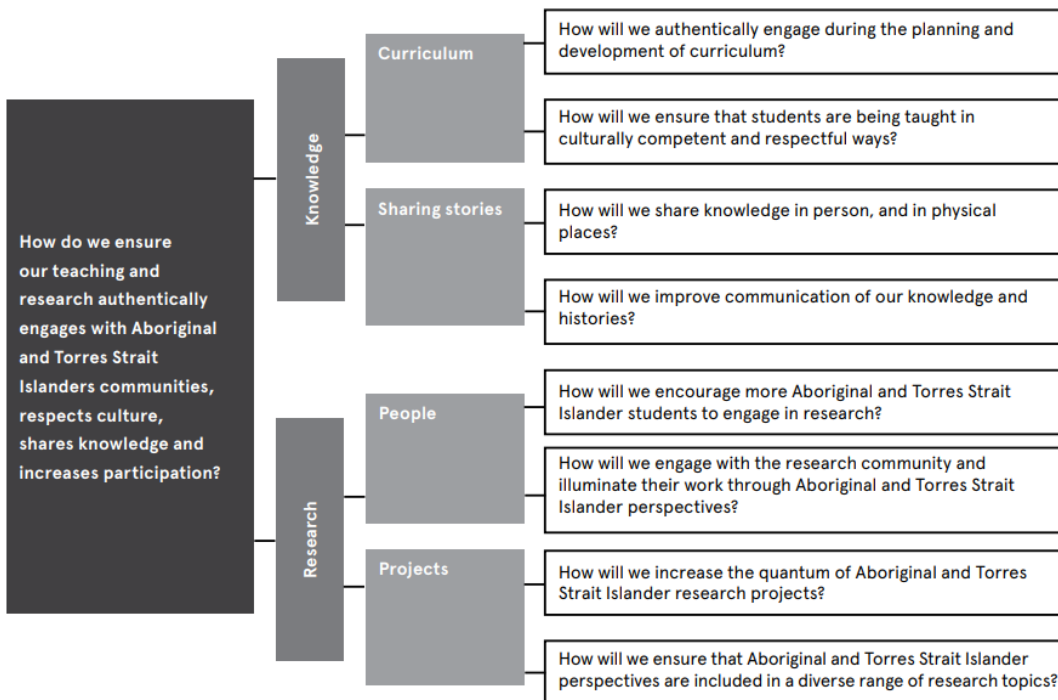 How do we ensure
our teaching and
research authentically
engages with Aboriginal
and Torres Strait
Islanders communities,
respects culture,
shares knowledge and
increases participation?
Knowledge
Curriculum
How will we authentically engage during the planning and
development of curriculum?
How will we ensure that students are being taught in
culturally competent and respectful ways?
Sharing stories
How will we share knowledge in person, and in physical
places?
How will we improve communication of our knowledge and
histories?
Research
People
How will we encourage more Aboriginal and Torres Strait
Islander students to engage in research?
How will we engage with the research community and
illuminate their work through Aboriginal and Torres Strait
Islander perspectives?
Projects
How will we increase the quantum of Aboriginal and Torres
Strait Islander research projects?
How will we ensure that Aboriginal and Torres Strait Islander
perspectives are included in a diverse range of research topics?